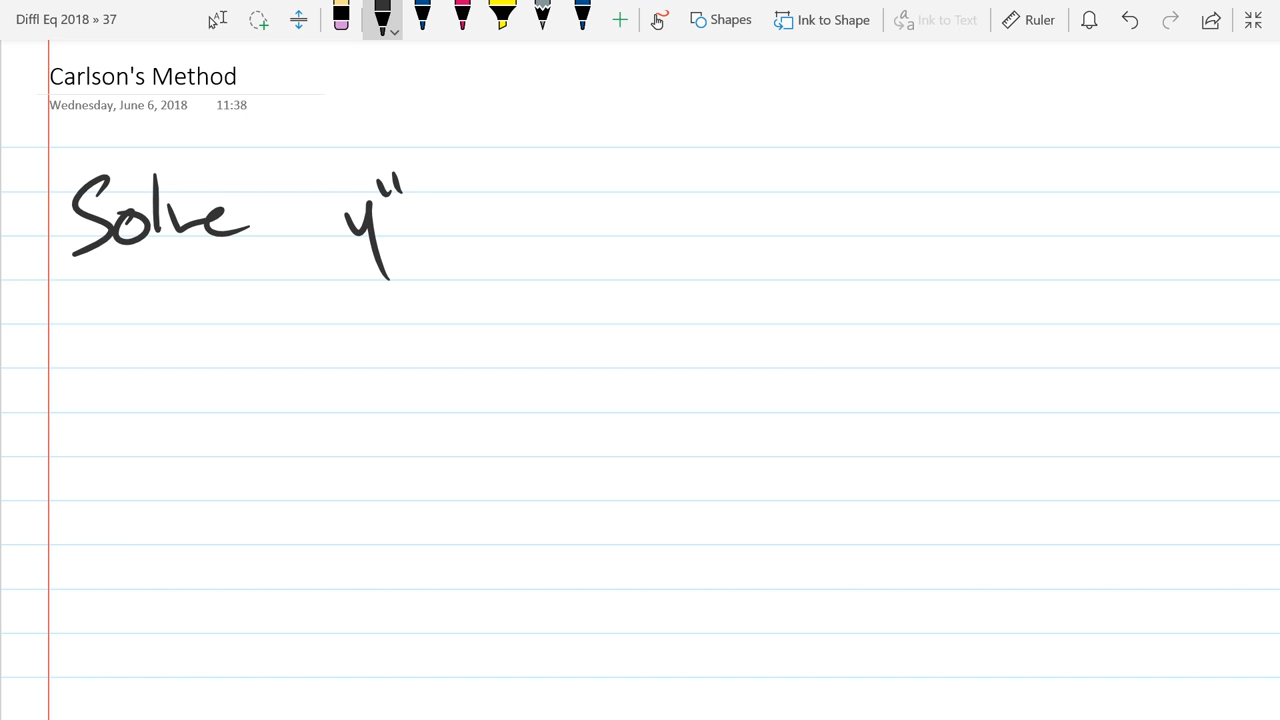 Diffl Eq 2018 » 37 Shapes Ink to Shape Ink to Text Ruler
Carlson's Method
Wednesday, June 6, 2018 11:38
Solve y"